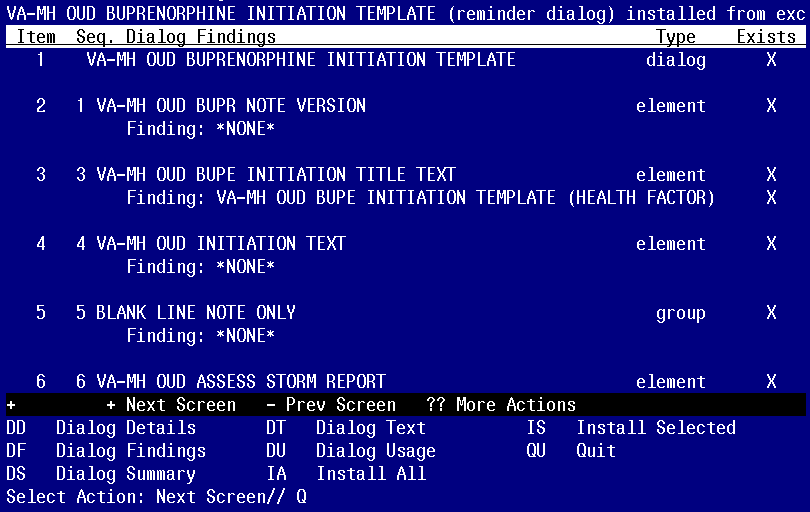 VA-MH OUD BUPRENORPHINE INITIATION TEMPLATE (reminder dialog) installed from exc
Item  Seq. Dialog Findings  Type  Exists
1  VA-MH OUD BUPRENORPHINE INITIATION TEMPLATE  dialog  X
2  1 VA-MH OUD BUPR NOTE VERSION  element  X
Finding: *NONE*
3  3 VA-MH OUD BUPE INITIATION TITLE TEXT  element  X
Finding: VA-MH OUD BUPE INITIATION TEMPLATE (HEALTH FACTOR)  X
4  4 VA-MH OUD INITIATION TEXT  element  X
Finding: *NONE*
5  5 BLANK LINE NOTE ONLY  group  X
Finding: *NONE*
6  6 VA-MH OUD ASSESS STORM REPORT  element  X
+  + Next Screen  - Prev Screen  ?? More Actions
DD  Dialog Details  DT  Dialog Text  IS  Install Selected
DF  Dialog Findings  DU  Dialog Usage  QU  Quit
DS  Dialog Summary  IA  Install All
Select Action: Next Screen// Q